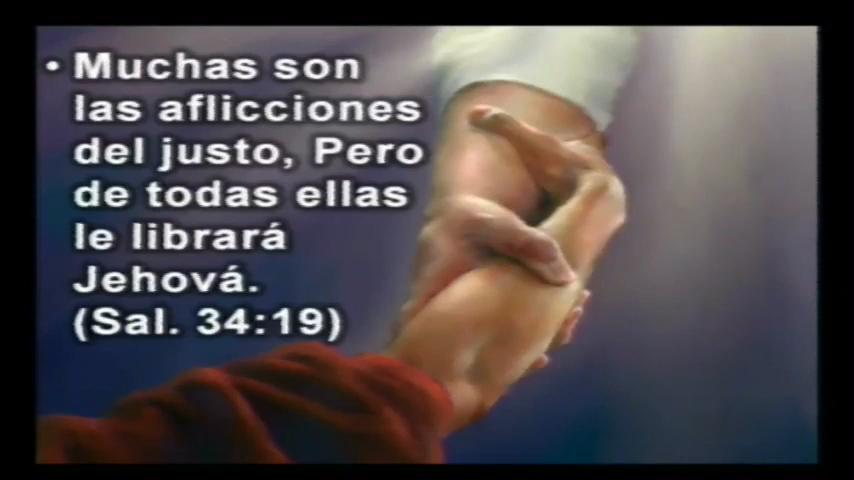 • Muchas son
las aflicciones
del justo, Pero
de todas ellas
le librará
Jehová.
(Sal. 34:19)